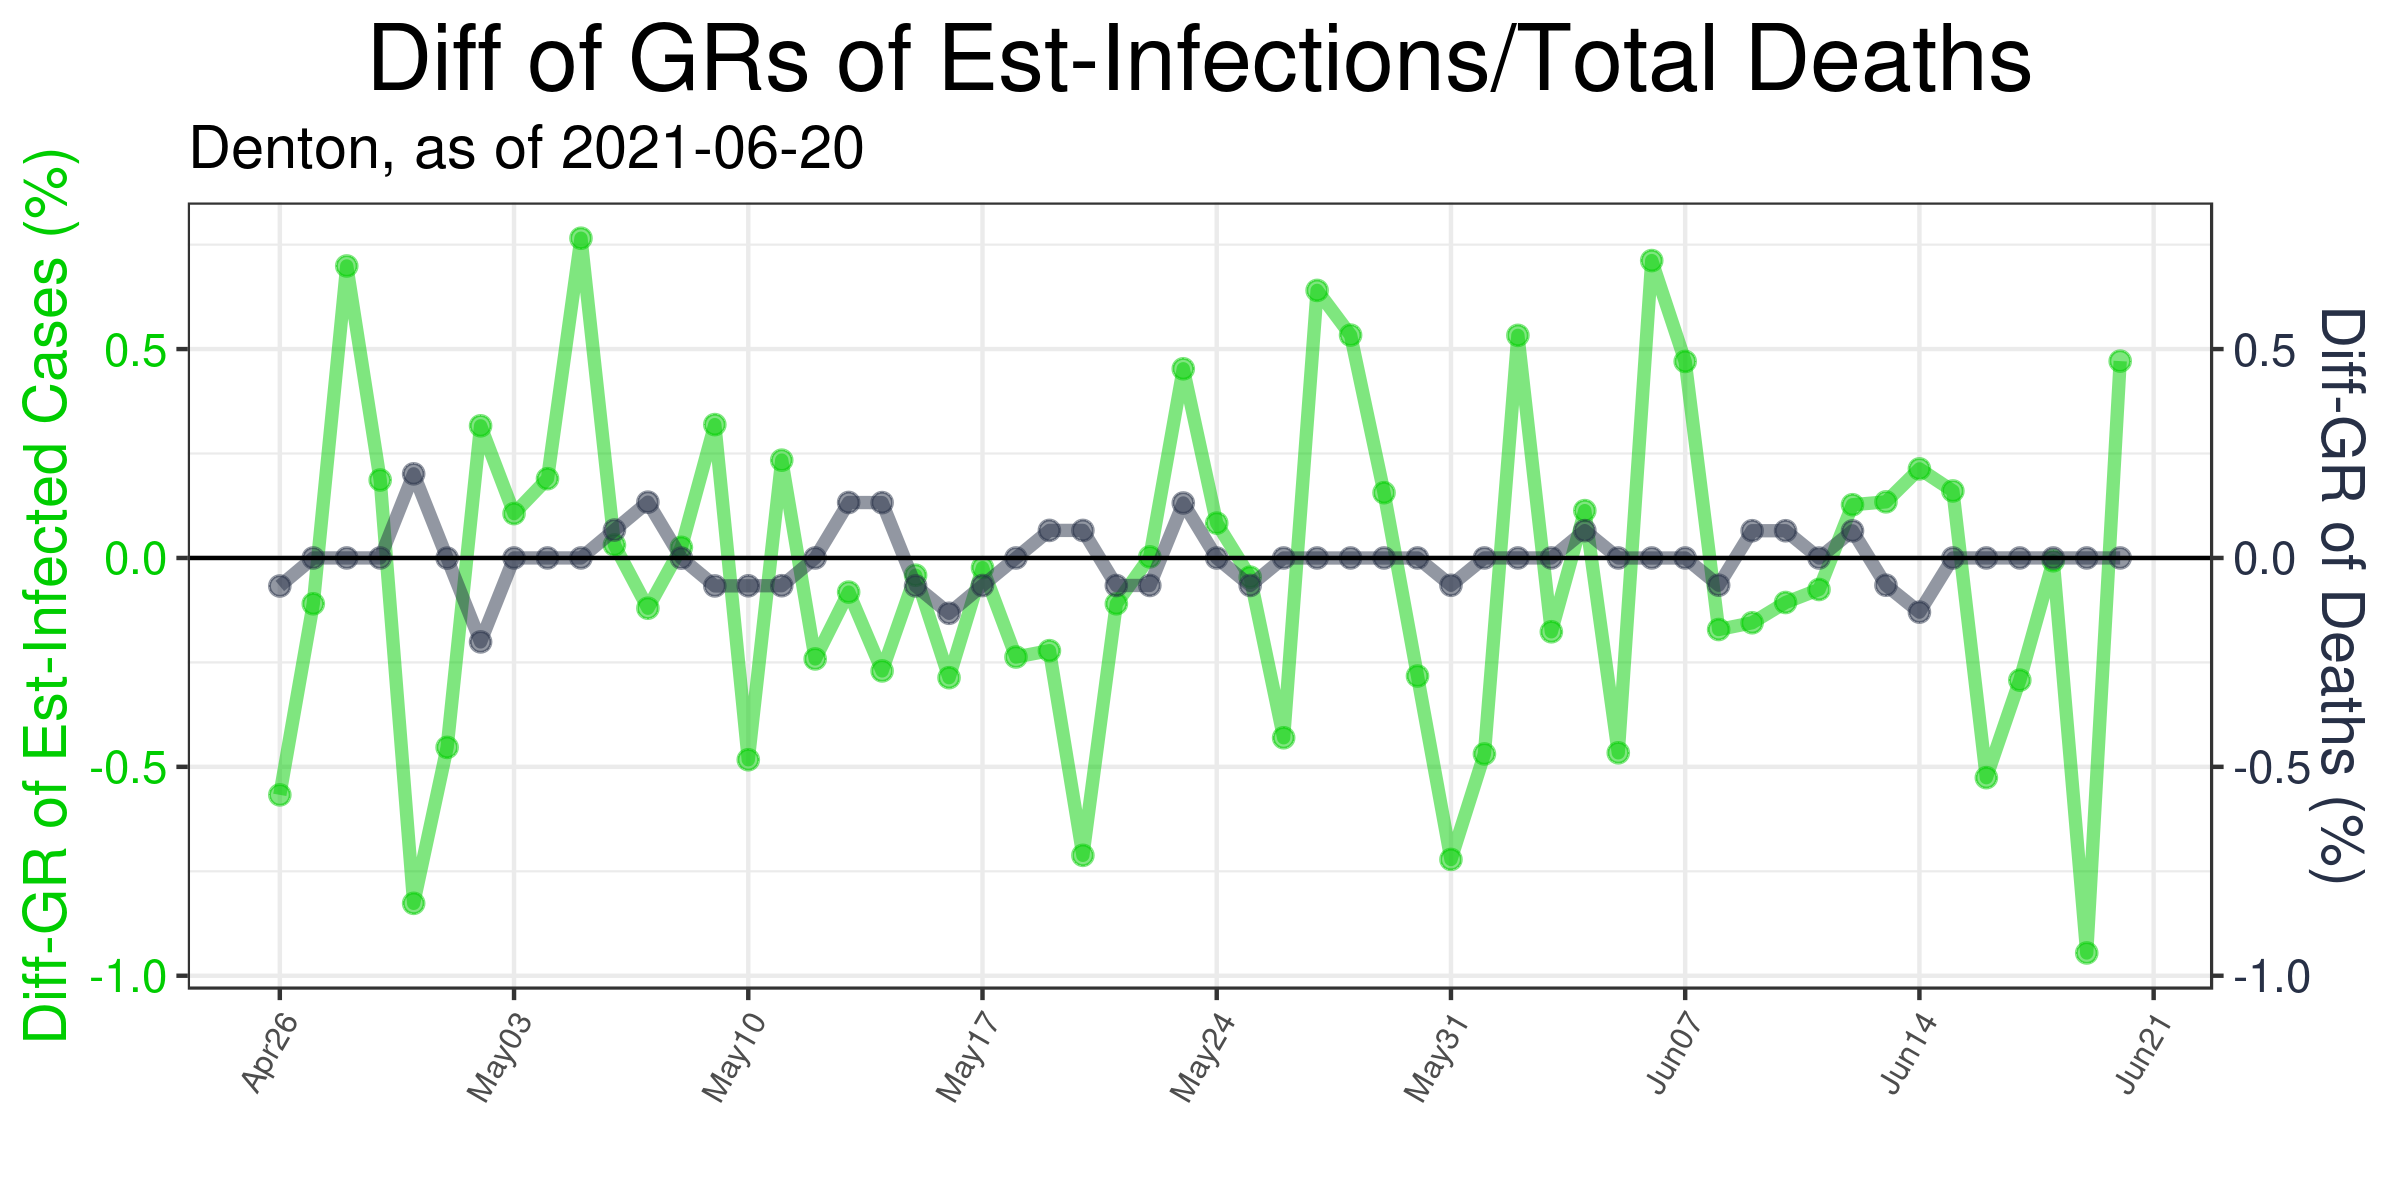 Diff of GRs of Est-Infections/Total Deaths
Denton, as of 2021-06-20
Diff-GR of Est-Infected Cases (%)
0.5
0.0
-0.5
-1.0
0.5
0.0
-0.5
-1.0
Diff-GR of Deaths (%)
Apr26
May03
May10
May17
May24
May31
Jun07
Jun14
Jun21